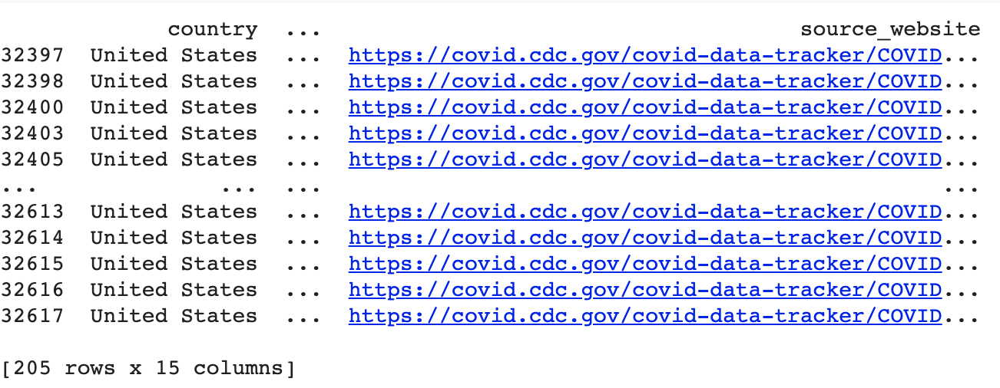 country ... source_website
32397 United States ... https://covid.cdc.gov/covid-data-tracker/COVID...
32398 United States ... https://covid.cdc.gov/covid-data-tracker/COVID...
32400 United States ... https://covid.cdc.gov/covid-data-tracker/COVID...
32403 United States ... https://covid.cdc.gov/covid-data-tracker/COVID...
32405 United States ... https://covid.cdc.gov/covid-data-tracker/COVID...
... ... ... ...
32613 United States ... https://covid.cdc.gov/covid-data-tracker/COVID...
32614 United States ... https://covid.cdc.gov/covid-data-tracker/COVID...
32615 United States ... https://covid.cdc.gov/covid-data-tracker/COVID...
32616 United States ... https://covid.cdc.gov/covid-data-tracker/COVID...
32617 United States ... https://covid.cdc.gov/covid-data-tracker/COVID...
[205 rows x 15 columns]